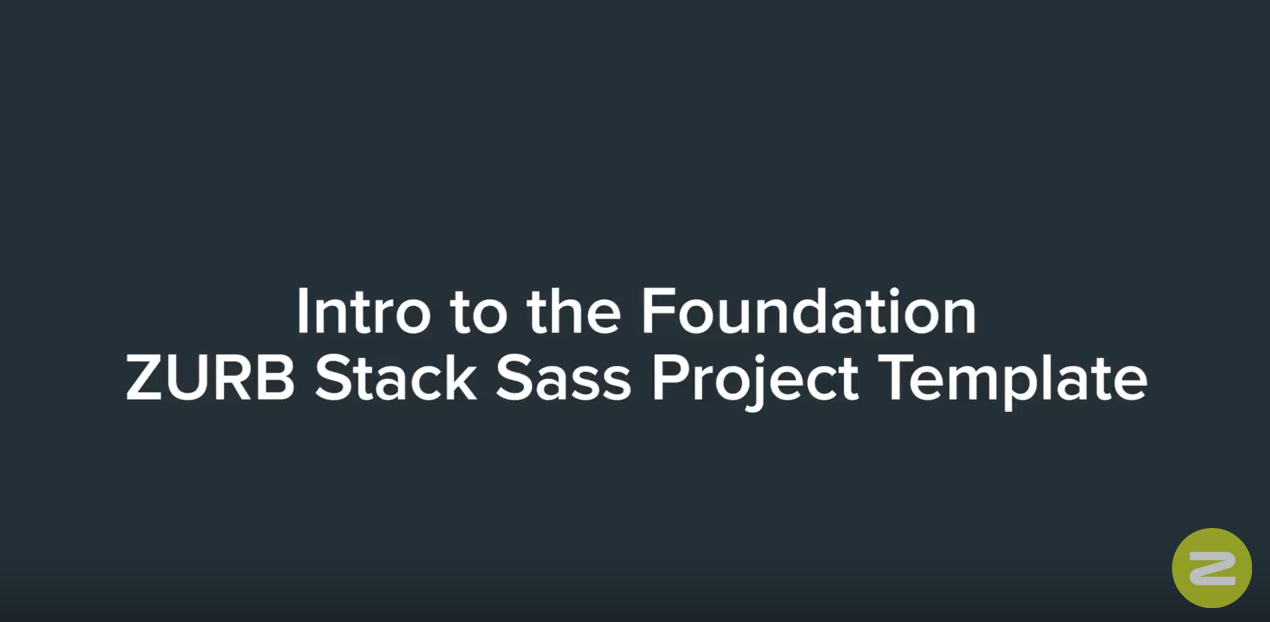 Intro to the Foundation
ZURB Stack Sass Project Template
Z